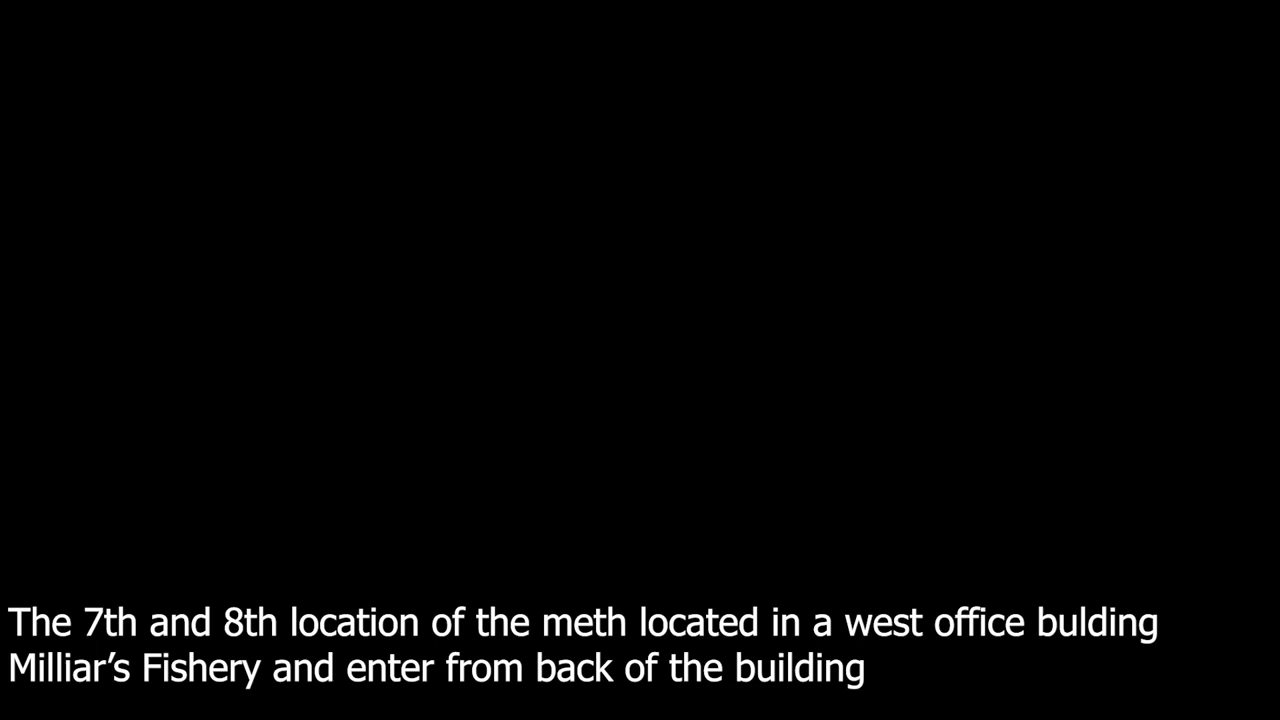 The 7th and 8th location of the meth located in a west office bulding
Milliar’s Fishery and enter from back of the building